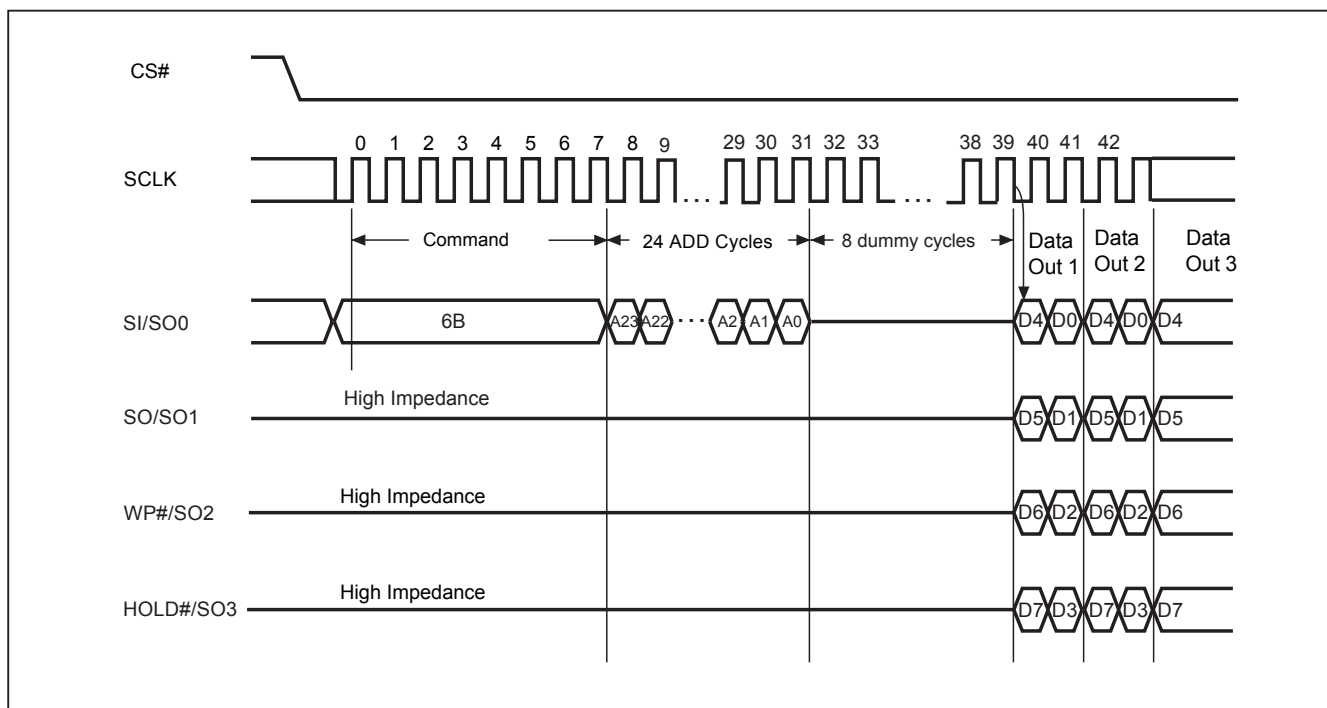 CS#
0 1 2 3 4 5 6 7 8 9 29 30 31 32 33 38 39 40 41 42
SCLK
Command 24 ADD Cycles 8 dummy cycles Data Out 1 Data Out 2 Data Out 3
SI/SO0 6B A23 A22 A2 A1 A0 D4 D0 D4 D0 D4
High Impedance
SO/SO1 D5 D1 D5 D1 D5
High Impedance
WP#/SO2 D6 D2 D6 D2 D6
High Impedance
HOLD#/SO3 D7 D3 D7 D3 D7